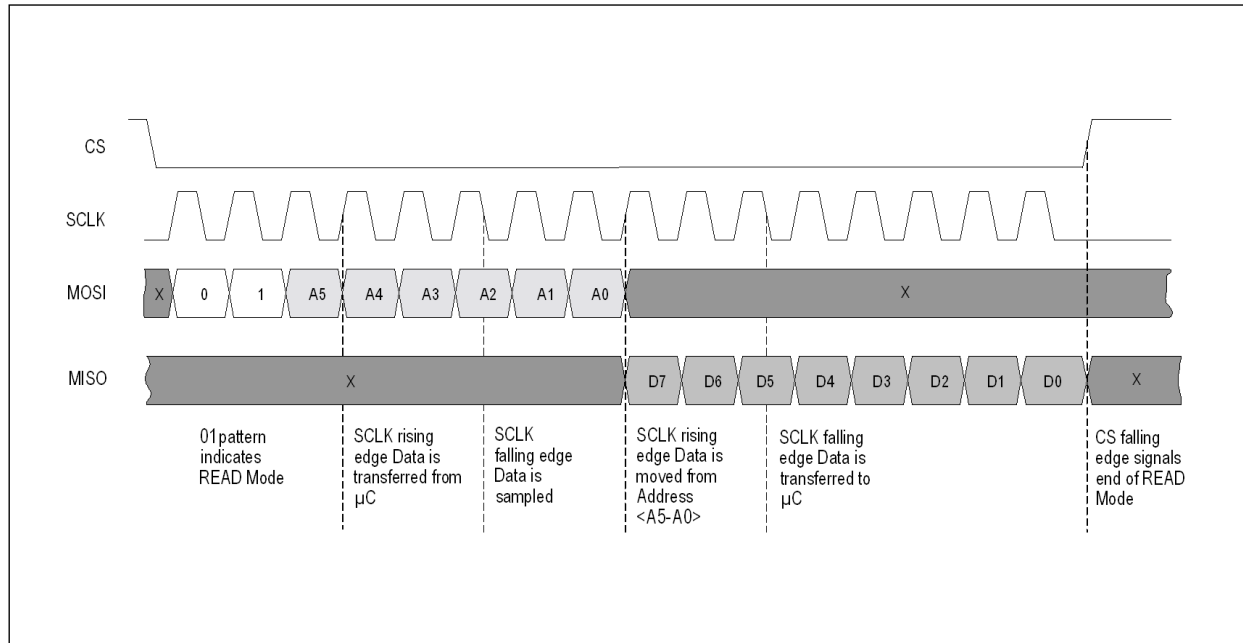 CS
SCLK
MOSI
X 0 1 A5 A4 A3 A2 A1 A0 X
MISO
X D7 D6 D5 D4 D3 D2 D1 D0 X
01 pattern
indicates
READ Mode
SCLK rising
edge Data is
transferred from
µC
SCLK
falling edge
Data is
sampled
SCLK rising
edge Data is
moved from
Address
<A5-A0>
SCLK falling
edge Data is
transferred to
µC
CS falling
edge signals
end of READ
Mode